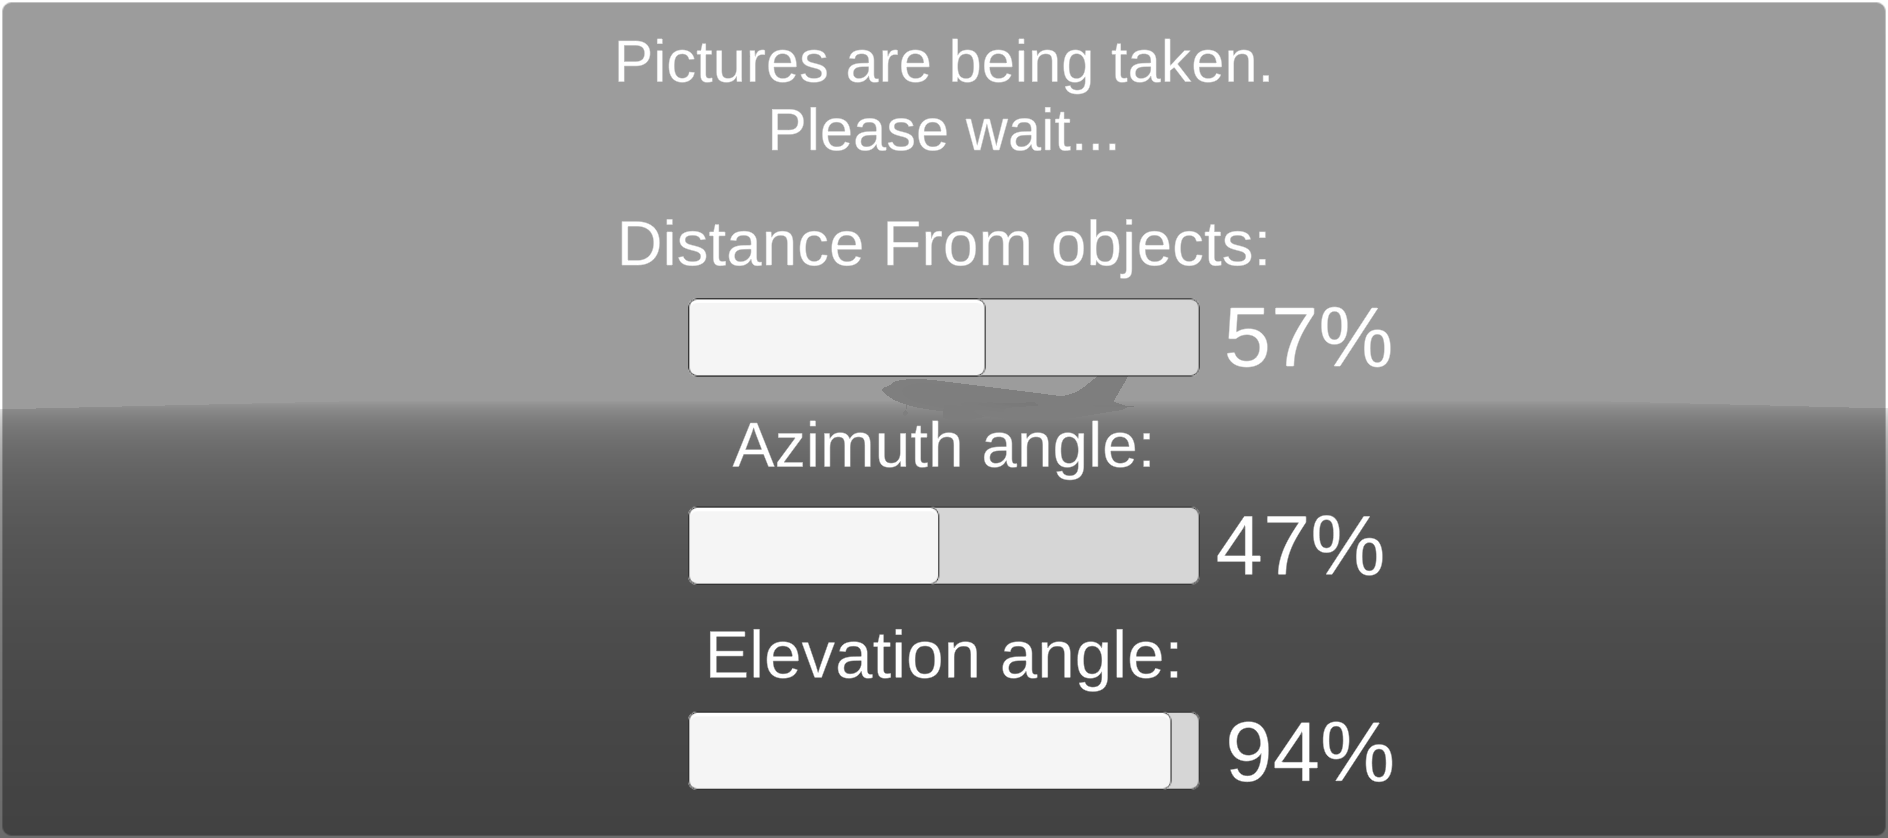 Pictures are being taken.
Please wait...
Distance From objects:
57%
Azimuth angle:
47%
Elevation angle:
94%